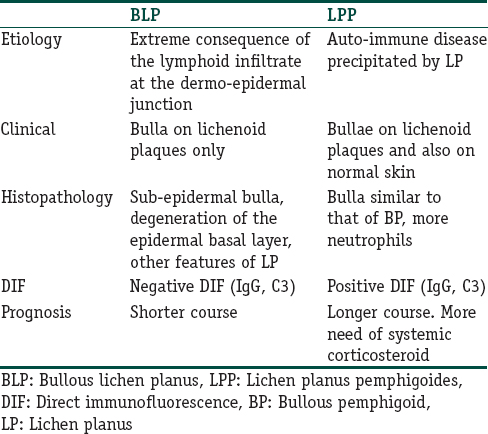 BLP LPP
Etiology Extreme consequence of Auto-immune disease
the lymphoid infiltrate precipitated by LP
at the dermo-epidermal
junction
Clinical Bulla on lichenoid Bullae on lichenoid
plaques only plaques and also on
normal skin
Histopathology Sub-epidermal bulla, Bulla similar to
degeneration of the that of BP, more
epidermal basal layer, neutrophils
other features of LP
DIF Negative DIF (IgG, C3) Positive DIF (IgG, C3)
Prognosis Shorter course Longer course. More
need of systemic
corticosteroid
BLP: Bullous lichen planus, LPP: Lichen planus pemphigoides,
DIF: Direct immunofluorescence, BP: Bullous pemphigoid,
LP: Lichen planus